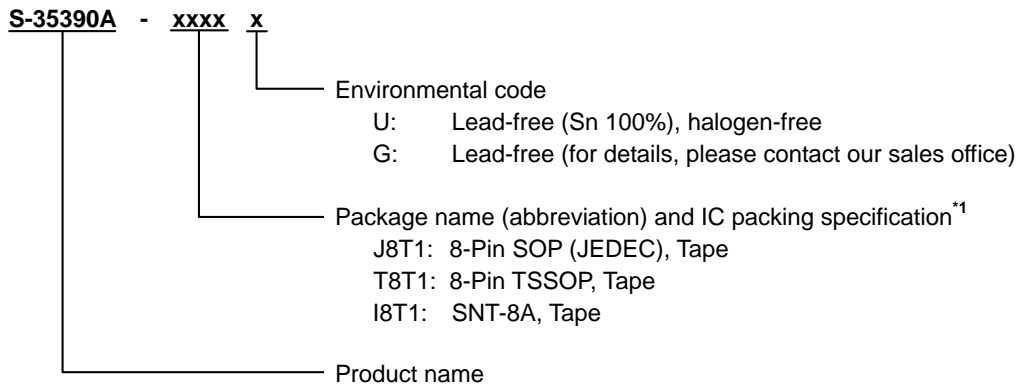 S-35390A - xxxx x
Environmental code
U: Lead-free (Sn 100%), halogen-free
G: Lead-free (for details, please contact our sales office)
Package name (abbreviation) and IC packing specification*1
J8T1: 8-Pin SOP (JEDEC), Tape
T8T1: 8-Pin TSSOP, Tape
I8T1: SNT-8A, Tape
Product name